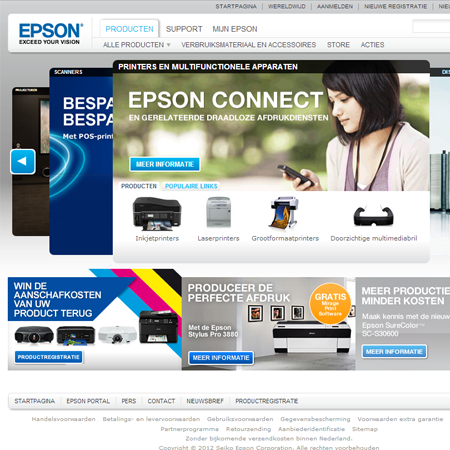 STARTPAGINA | WERELDWIJD | AANMELDEN | NIEUWE REGISTRATIE
EPSON®
EXCEED YOUR VISION
PRODUCTEN SUPPORT MIJN EPSON
ALLE PRODUCTEN VERBRUIKSMATERIAAL EN ACCESSOIRES STORE ACTIES
PRINTERS EN MULTIFUNCTIONELE APPARATEN
SCANNERS
PROJECTOREN
BESPA
BESPA
Met POS-print
EPSON CONNECT
EN GERELATEERDE DRAADLOZE AFDRUKDIENSTEN
MEER INFORMATIE
PRODUCTEN POPULAIRE LINKS
Inkjetprinters Laserprinters Grootformaatprinters Doorzichtige multimediabril
WIN DE
AANSCHAFKOSTEN
VAN UW
PRODUCT TERUG
PRODUCTREGISTRATIE
PRODUCEER DE
PERFECTE AFDRUK
GRATIS
Mirage
Print
Software
Met de Epson
Stylus Pro 3880
MEER INFORMATIE
MEER PRODUCTIE
MINDER KOSTEN
Maak kennis met de nieuwe
Epson SureColor™
SC-S30600
MEER INFORMATIE
STARTPAGINA | EPSON PORTAL | PERS | CONTACT | NIEUWSBRIEF | PRODUCTREGISTRATIE
Handelsvoorwaarden Betalings- en levervoorwaarden Gebruiksvoorwaarden Gegevensbescherming Voorwaarden extra garantie
Partnerprogramma Retourzending Aanbiederidentificatie Sitemap
Zonder bijkomende verzendkosten binnen Nederland.
Copyright © 2012 Seiko Epson Corporation. Alle rechten voorbehouden